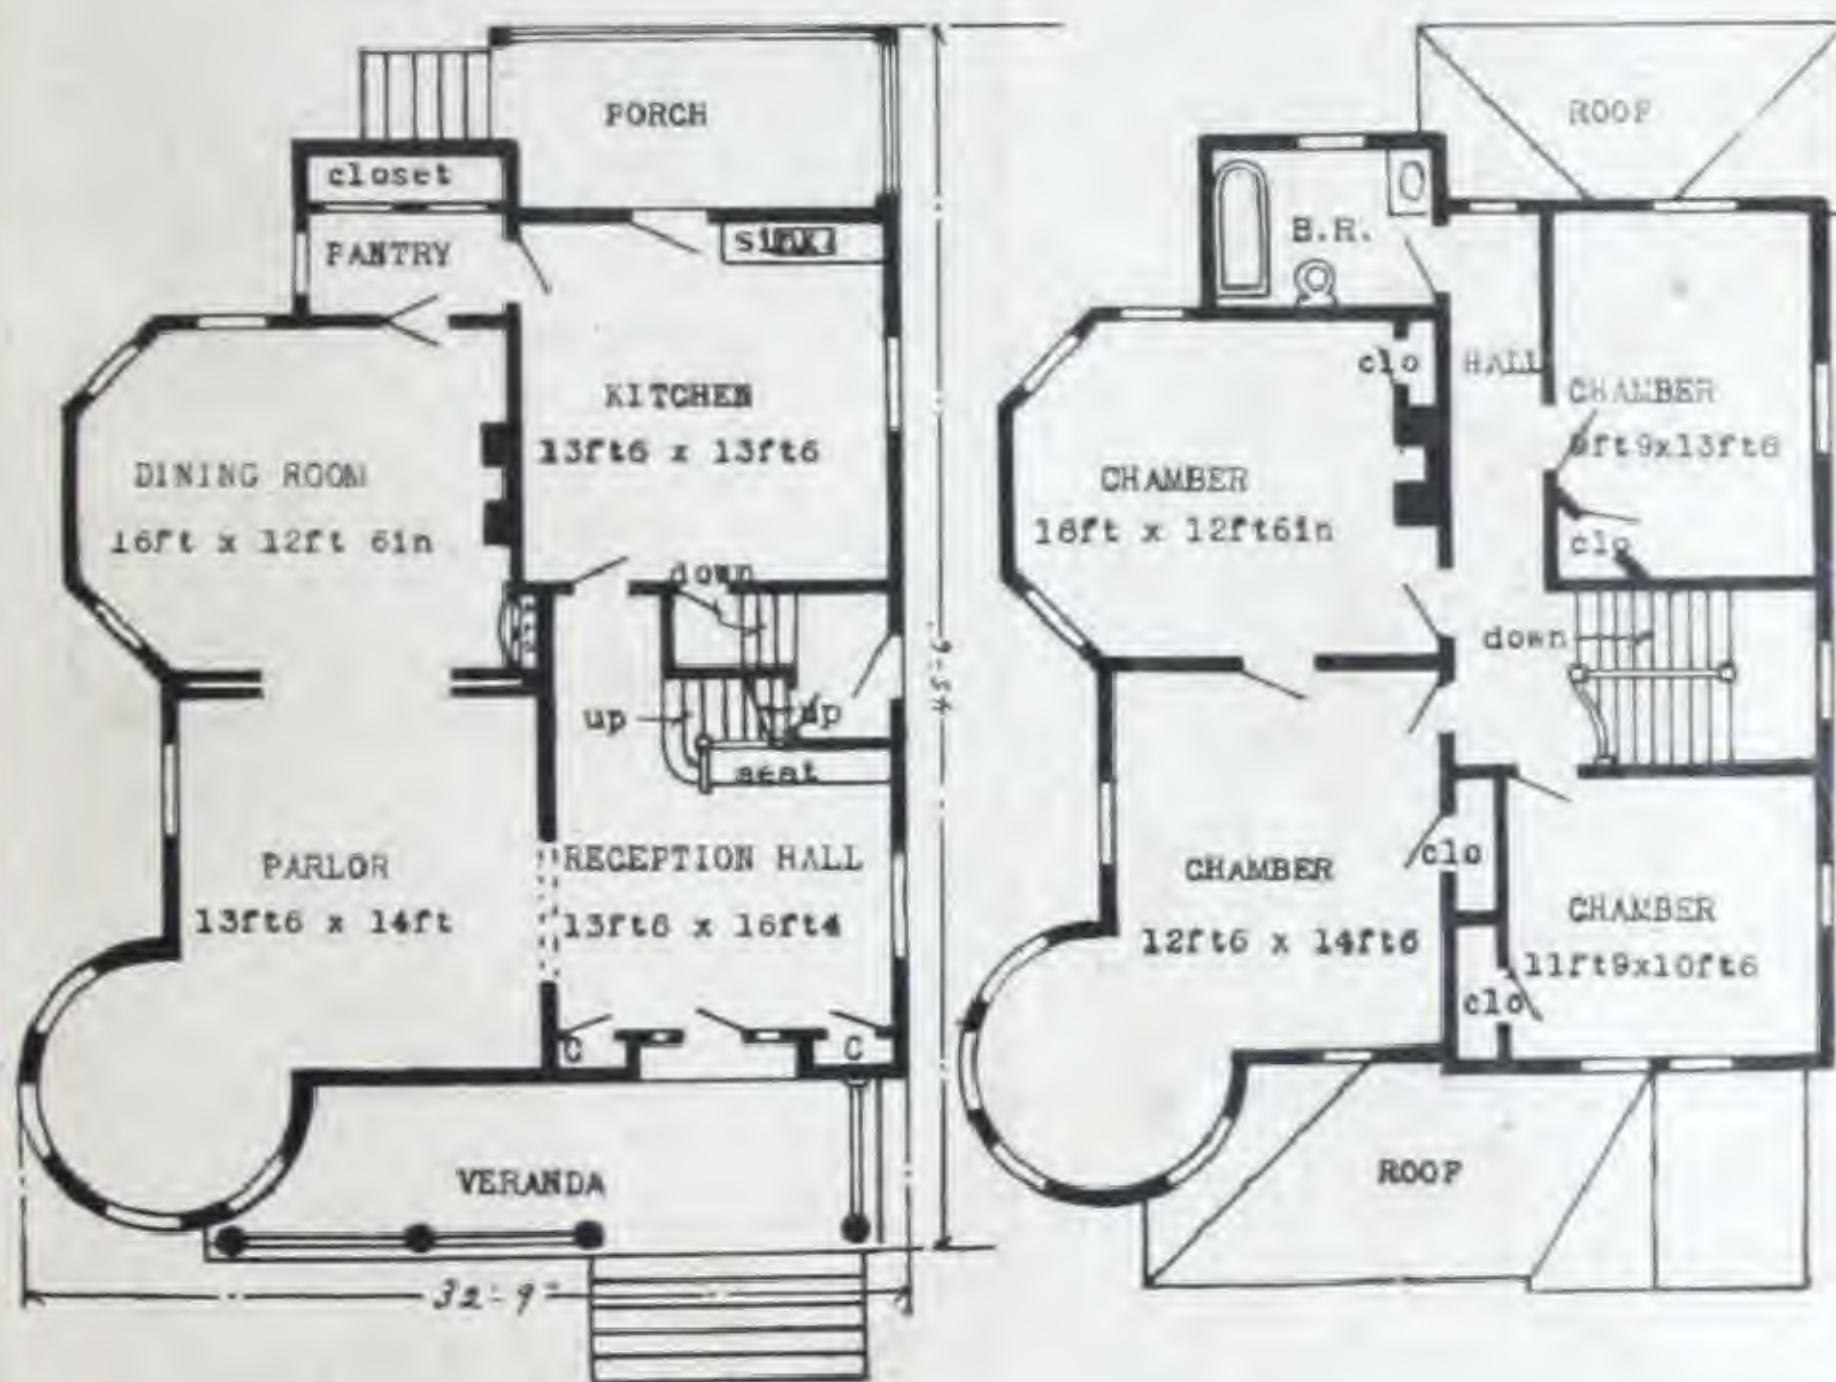 PORCH
closet
PANTRY
sink
KITCHEN
13ft6 x 13ft6
DINING ROOM
16ft x 12ft 6in
down
up
up
seat
PARLOR
13ft6 x 14ft
RECEPTION HALL
13ft6 x 16ft4
C
C
VERANDA
32-9"
ROOF
B.R.
clo
HALL
CHAMBER
9ft9x13ft6
CHAMBER
16ft x 12ft6in
clo
down
clo
CHAMBER
12ft6 x 14ft6
CHAMBER
11ft9x10ft6
clo
ROOF